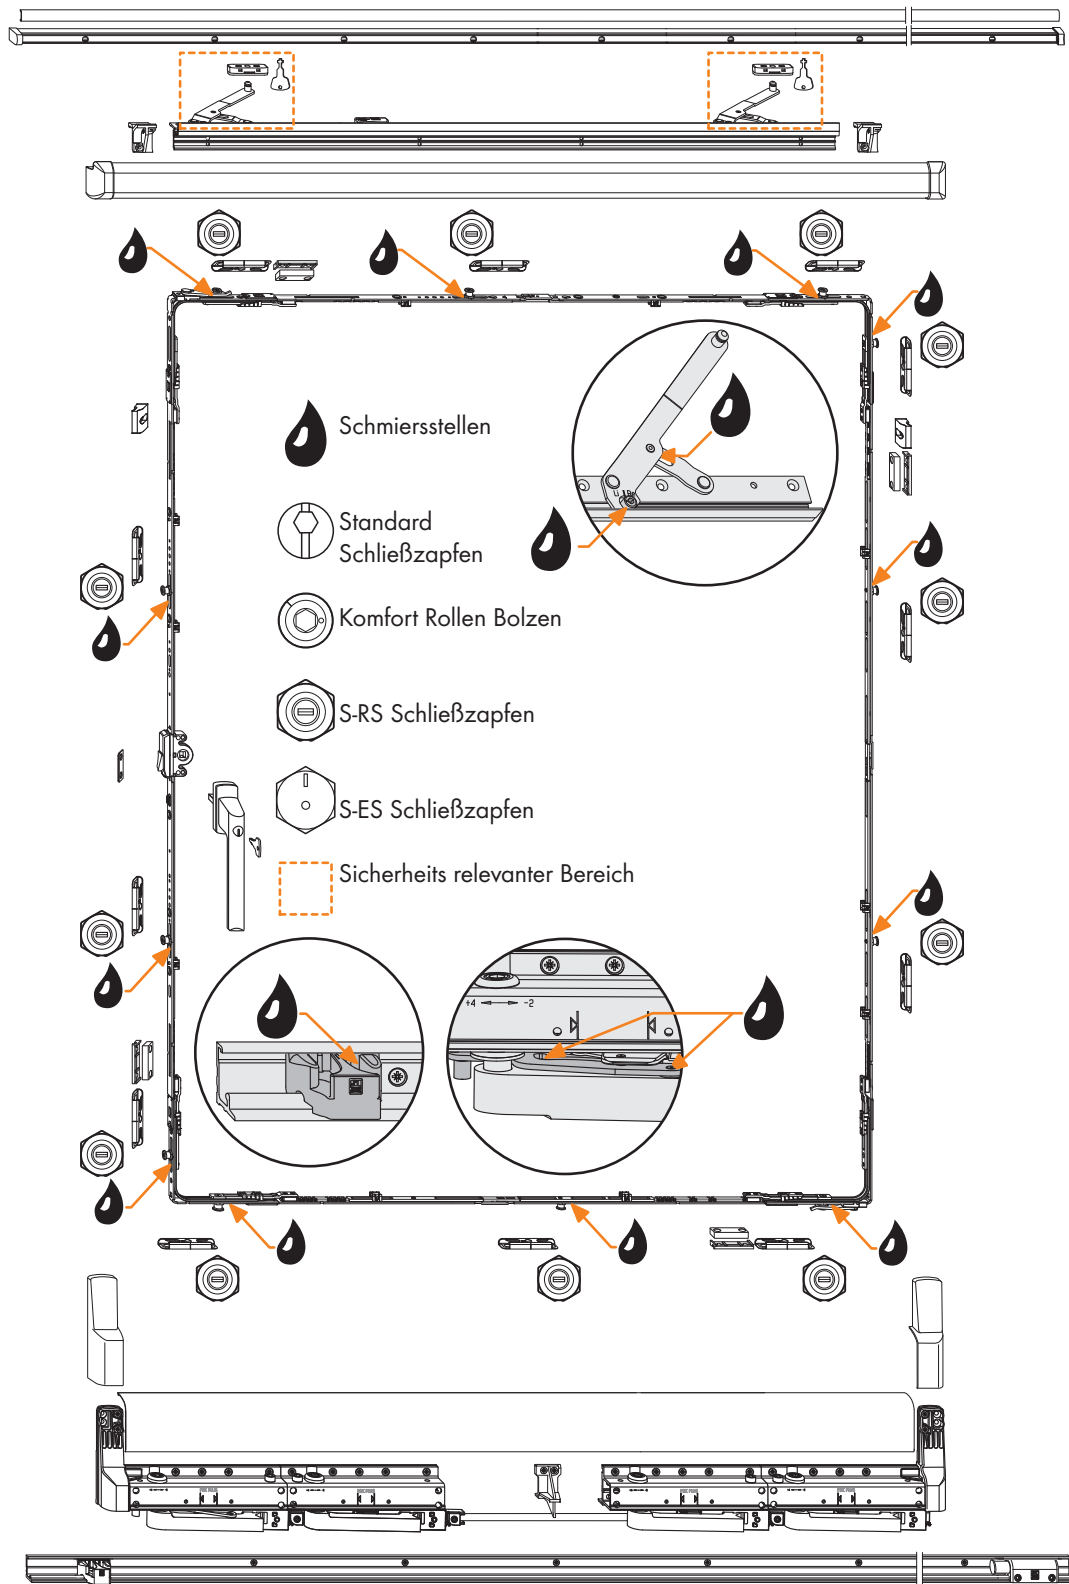 Schmiersstellen
Standard
Schließzapfen
Komfort Rollen Bolzen
S-RS Schließzapfen
S-ES Schließzapfen
Sicherheits relevanter Bereich
+4
-2